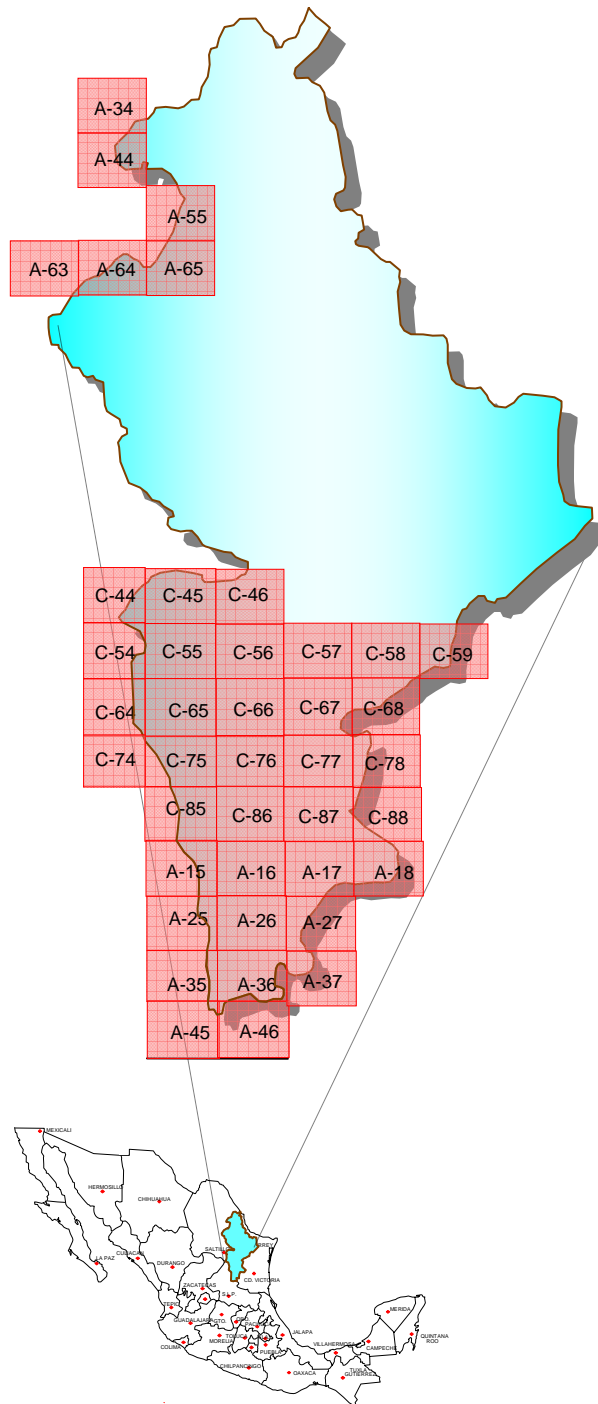 A-34
A-44
A-55
A-63 A-64 A-65
C-44 C-45 C-46
C-54 C-55 C-56 C-57 C-58 C-59
C-64 C-65 C-66 C-67 C-68
C-74 C-75 C-76 C-77 C-78
C-85 C-86 C-87 C-88
A-15 A-16 A-17 A-18
A-25 A-26 A-27
A-35 A-36 A-37
A-45 A-46
MEXICALI
HERMOSILLO
CHIHUAHUA
LA PAZ
DURANGO
CD. VICTORIA
ZACATECAS
S.L.P.
TEPIC
GUADALAJARA
GTO.
COLIMA
MORELIA
TOLUCA
PUEBLA
JALAPA
CHILPANCINGO
OAXACA
VILLAHERMOSA
TUXTLA
GUTIERREZ
CAMPECHE
MERIDA
QUINTANA
ROO